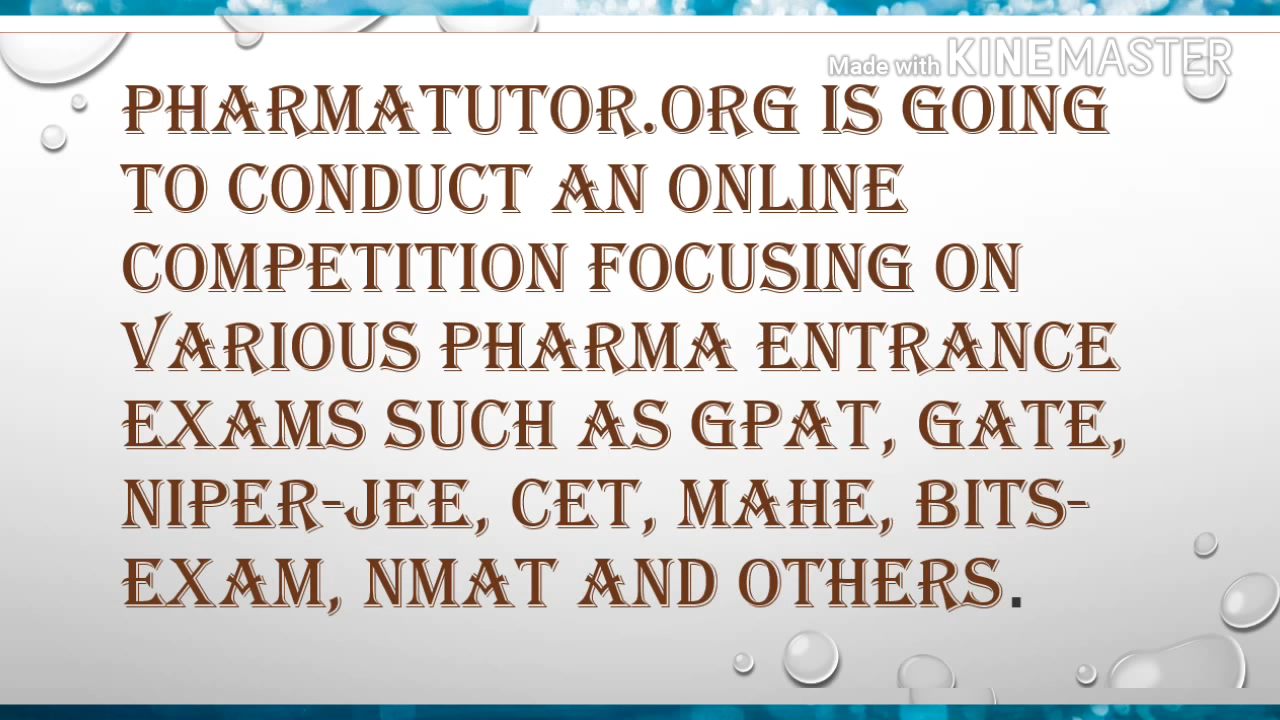 Made with KINEMASTER
PHARMATUTOR.ORG IS GOING
TO CONDUCT AN ONLINE
COMPETITION FOCUSING ON
VARIOUS PHARMA ENTRANCE
EXAMS SUCH AS GPAT, GATE,
NIPER-JEE, CET, MAHE, BITS-
EXAM, NMAT AND OTHERS.